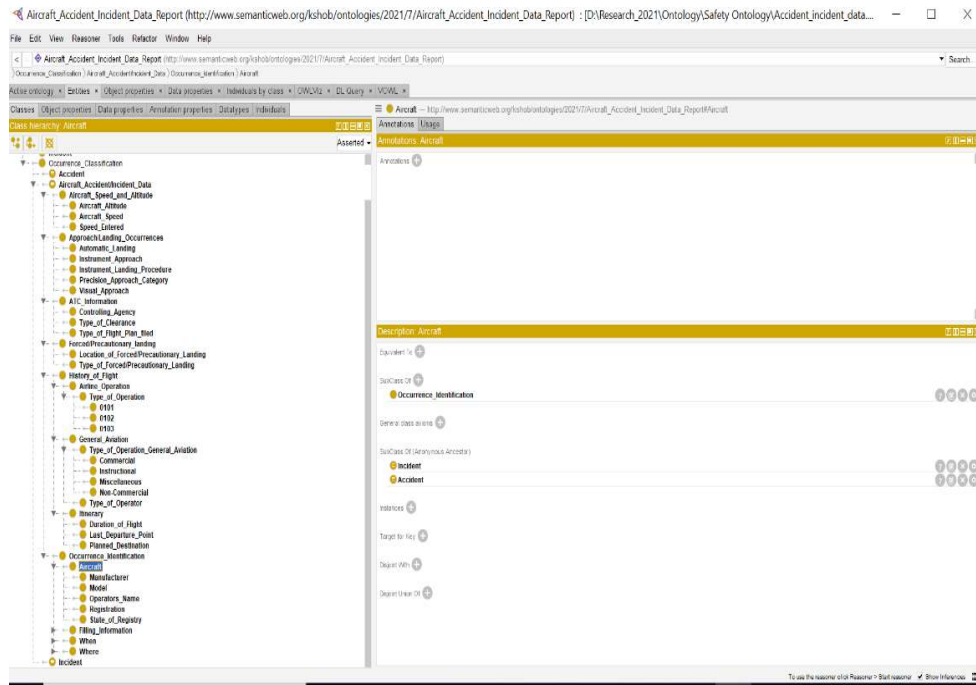 Aircraft_Accident_Incident_Data_Report (http://www.semanticweb.org/kshob/ontologies/2021/7/Aircraft_Accident_Incident_Data_Report) : [D:\Research_2021\Ontology\Safety Ontology\Accident_incident_data....
File Edit View Reasoner Tools Refactor Window Help
< Aircraft_Accident_Incident_Data_Report (http://www.semanticweb.org/kshob/ontologies/2021/7/Aircraft_Accident_Incident_Data_Report) Search
Occurrence_Classification Aircraft_Accident/Incident_Data Occurrence_Identification Aircraft
Active ontology × Entities × Object properties × Data properties × Individuals by class × OWLViz × DL Query × VOWL ×
Classes Object properties Data properties Annotation properties Datatypes Individuals
Aircraft — http://www.semanticweb.org/kshob/ontologies/2021/7/Aircraft_Accident_Incident_Data_Report#Aircraft
Class hierarchy: Aircraft
Annotations Usage
Asserted
Annotations: Aircraft
Annotations
Incident
Occurrence_Classification
Accident
Aircraft_Accident/Incident_Data
Aircraft_Speed_and_Altitude
Aircraft_Altitude
Aircraft_Speed
Speed_Entered
Approach/Landing_Occurrences
Automatic_Landing
Instrument_Approach
Instrument_Landing_Procedure
Precision_Approach_Category
Visual_Approach
ATC_Information
Controlling_Agency
Type_of_Clearance
Type_of_Flight_Plan_filed
Forced/Precautionary_landing
Location_of_Forced/Precautionary_Landing
Type_of_Forced/Precautionary_Landing
History_of_Flight
Airline_Operation
Type_of_Operation
0101
0102
0103
General_Aviation
Type_of_Operation_General_Aviation
Commercial
Instructional
Miscellaneous
Non-Commercial
Type_of_Operator
Itinerary
Duration_of_Flight
Last_Departure_Point
Planned_Destination
Occurrence_Identification
Aircraft
Manufacturer
Model
Operators_Name
Registration
State_of_Registry
Filling_Information
When
Where
Incident
Description: Aircraft
Equivalent To
SubClass Of
Occurrence_Identification
General class axioms
SubClass Of (Anonymous Ancestor)
Incident
Accident
Instances
Target for Key
Disjoint With
Disjoint Union Of
To use the reasoner click Reasoner > Start reasoner Show Inferences